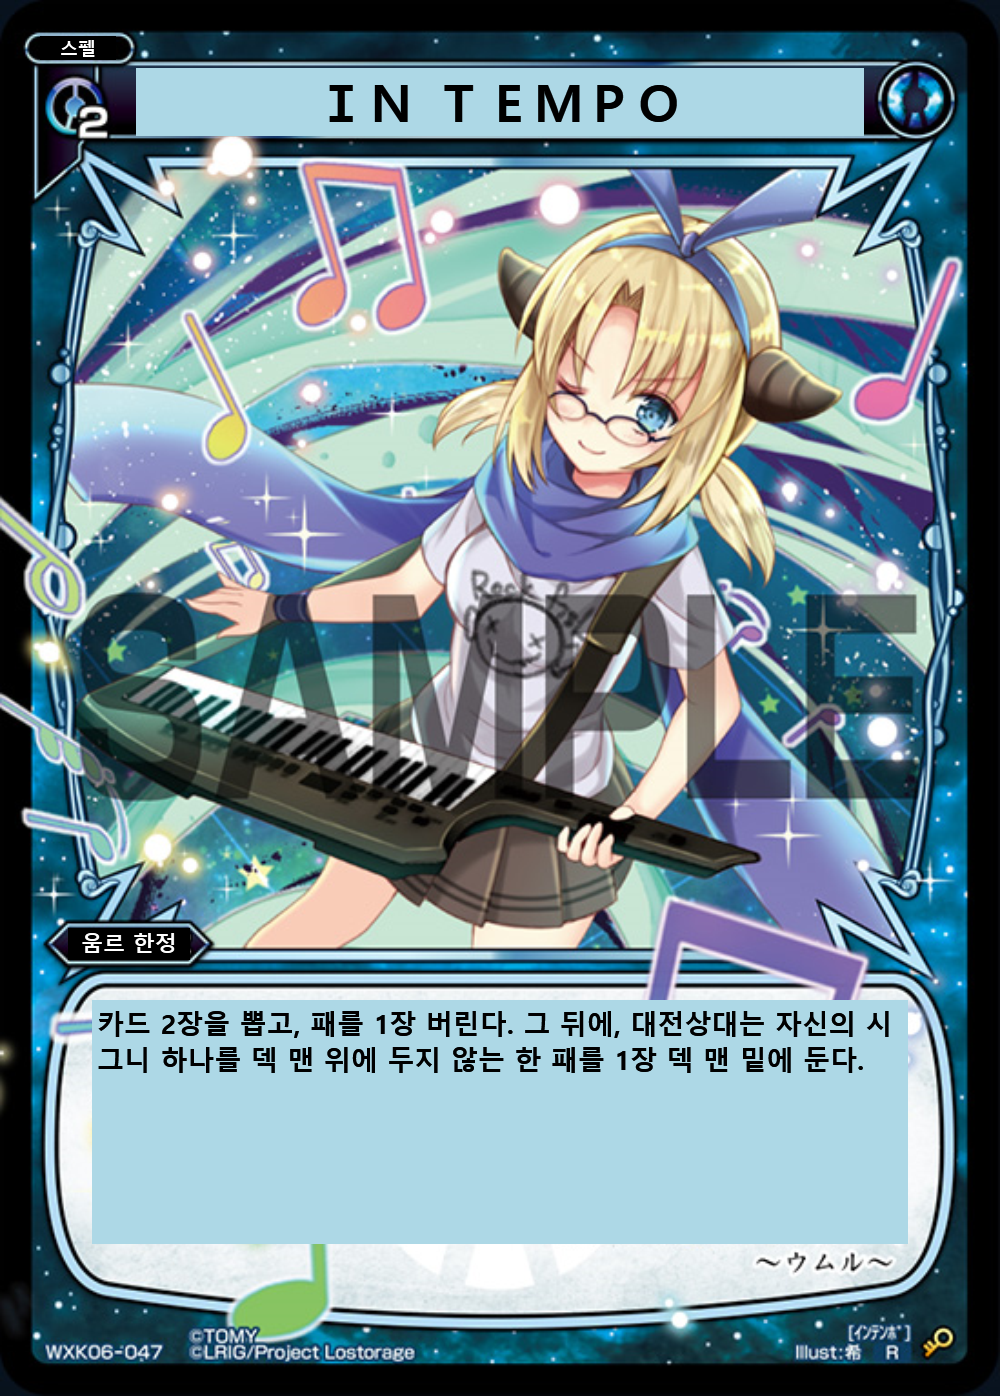 스펠
2
IN TEMPO
Rock
SAMPLE
움르 한정
카드 2장을 뽑고, 패를 1장 버린다. 그 뒤에, 대전상대는 자신의 시
그니 하나를 덱 맨 위에 두지 않는 한 패를 1장 덱 맨 밑에 둔다.
~ウムル~
©TOMY
[インテンポ]
WXK06-047 ©LRIG/Project Lostorage Illust:希 R